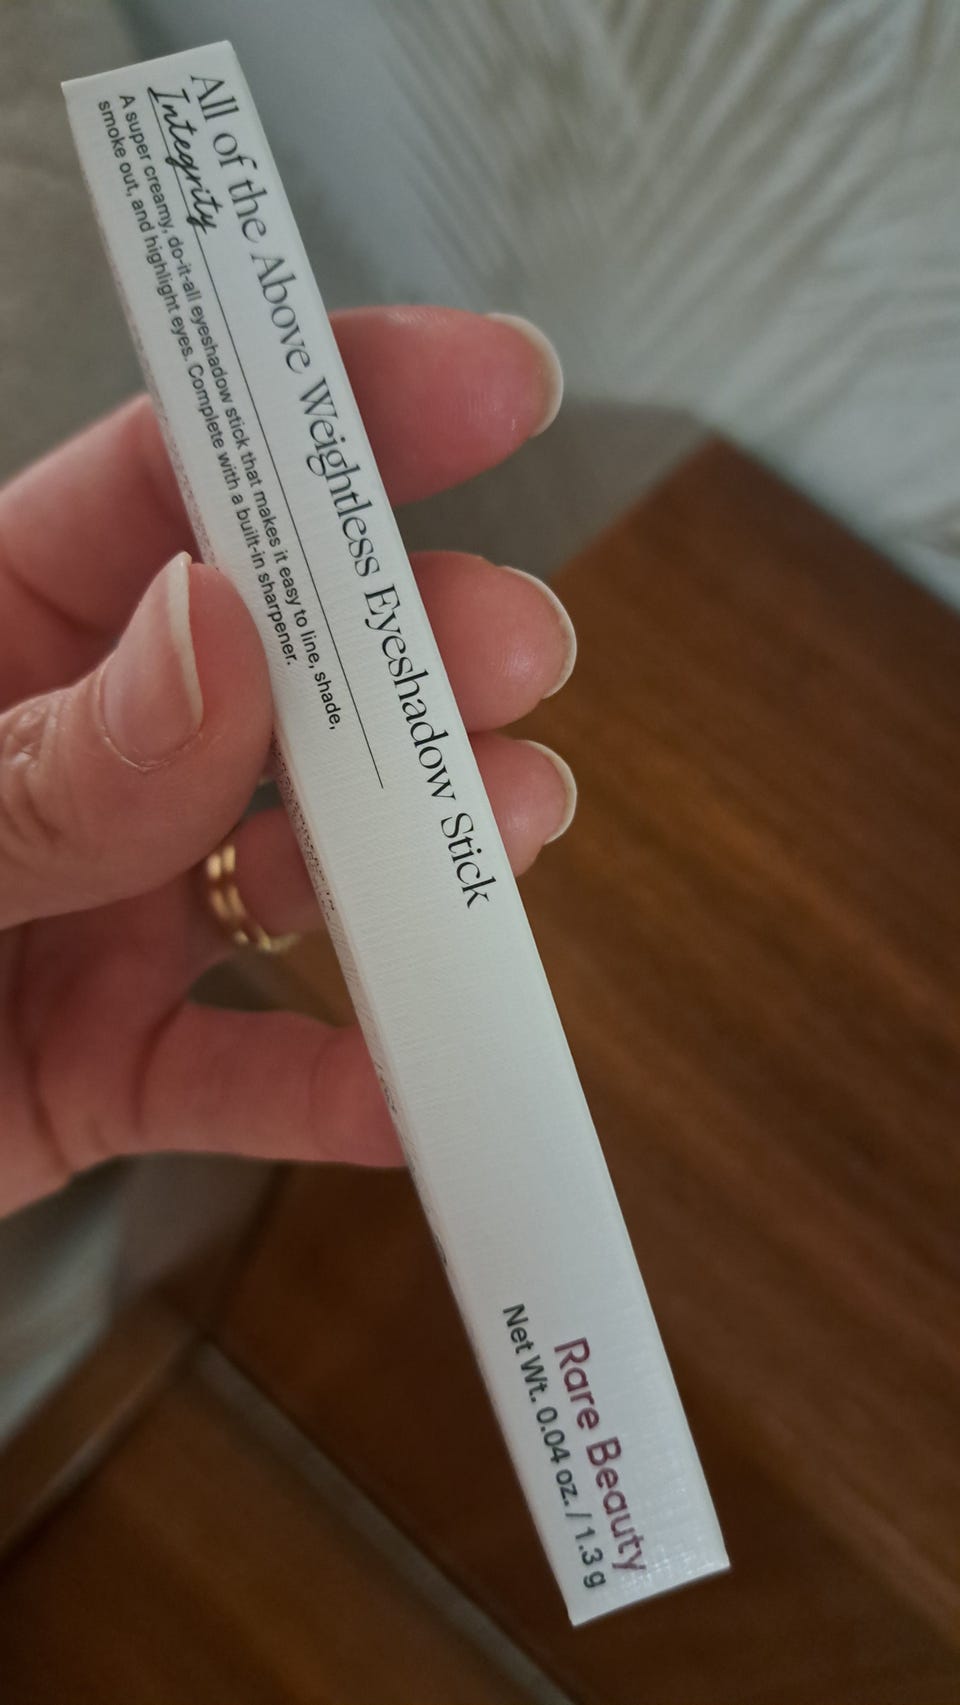 All of the Above Weightless Eyeshadow Stick
Integrity
A super creamy, do-it-all eyeshadow stick that makes it easy to line, shade,
smoke out, and highlight eyes. Complete with a built-in sharpener.
Rare Beauty
Net Wt. 0.04 oz. / 1.3 g